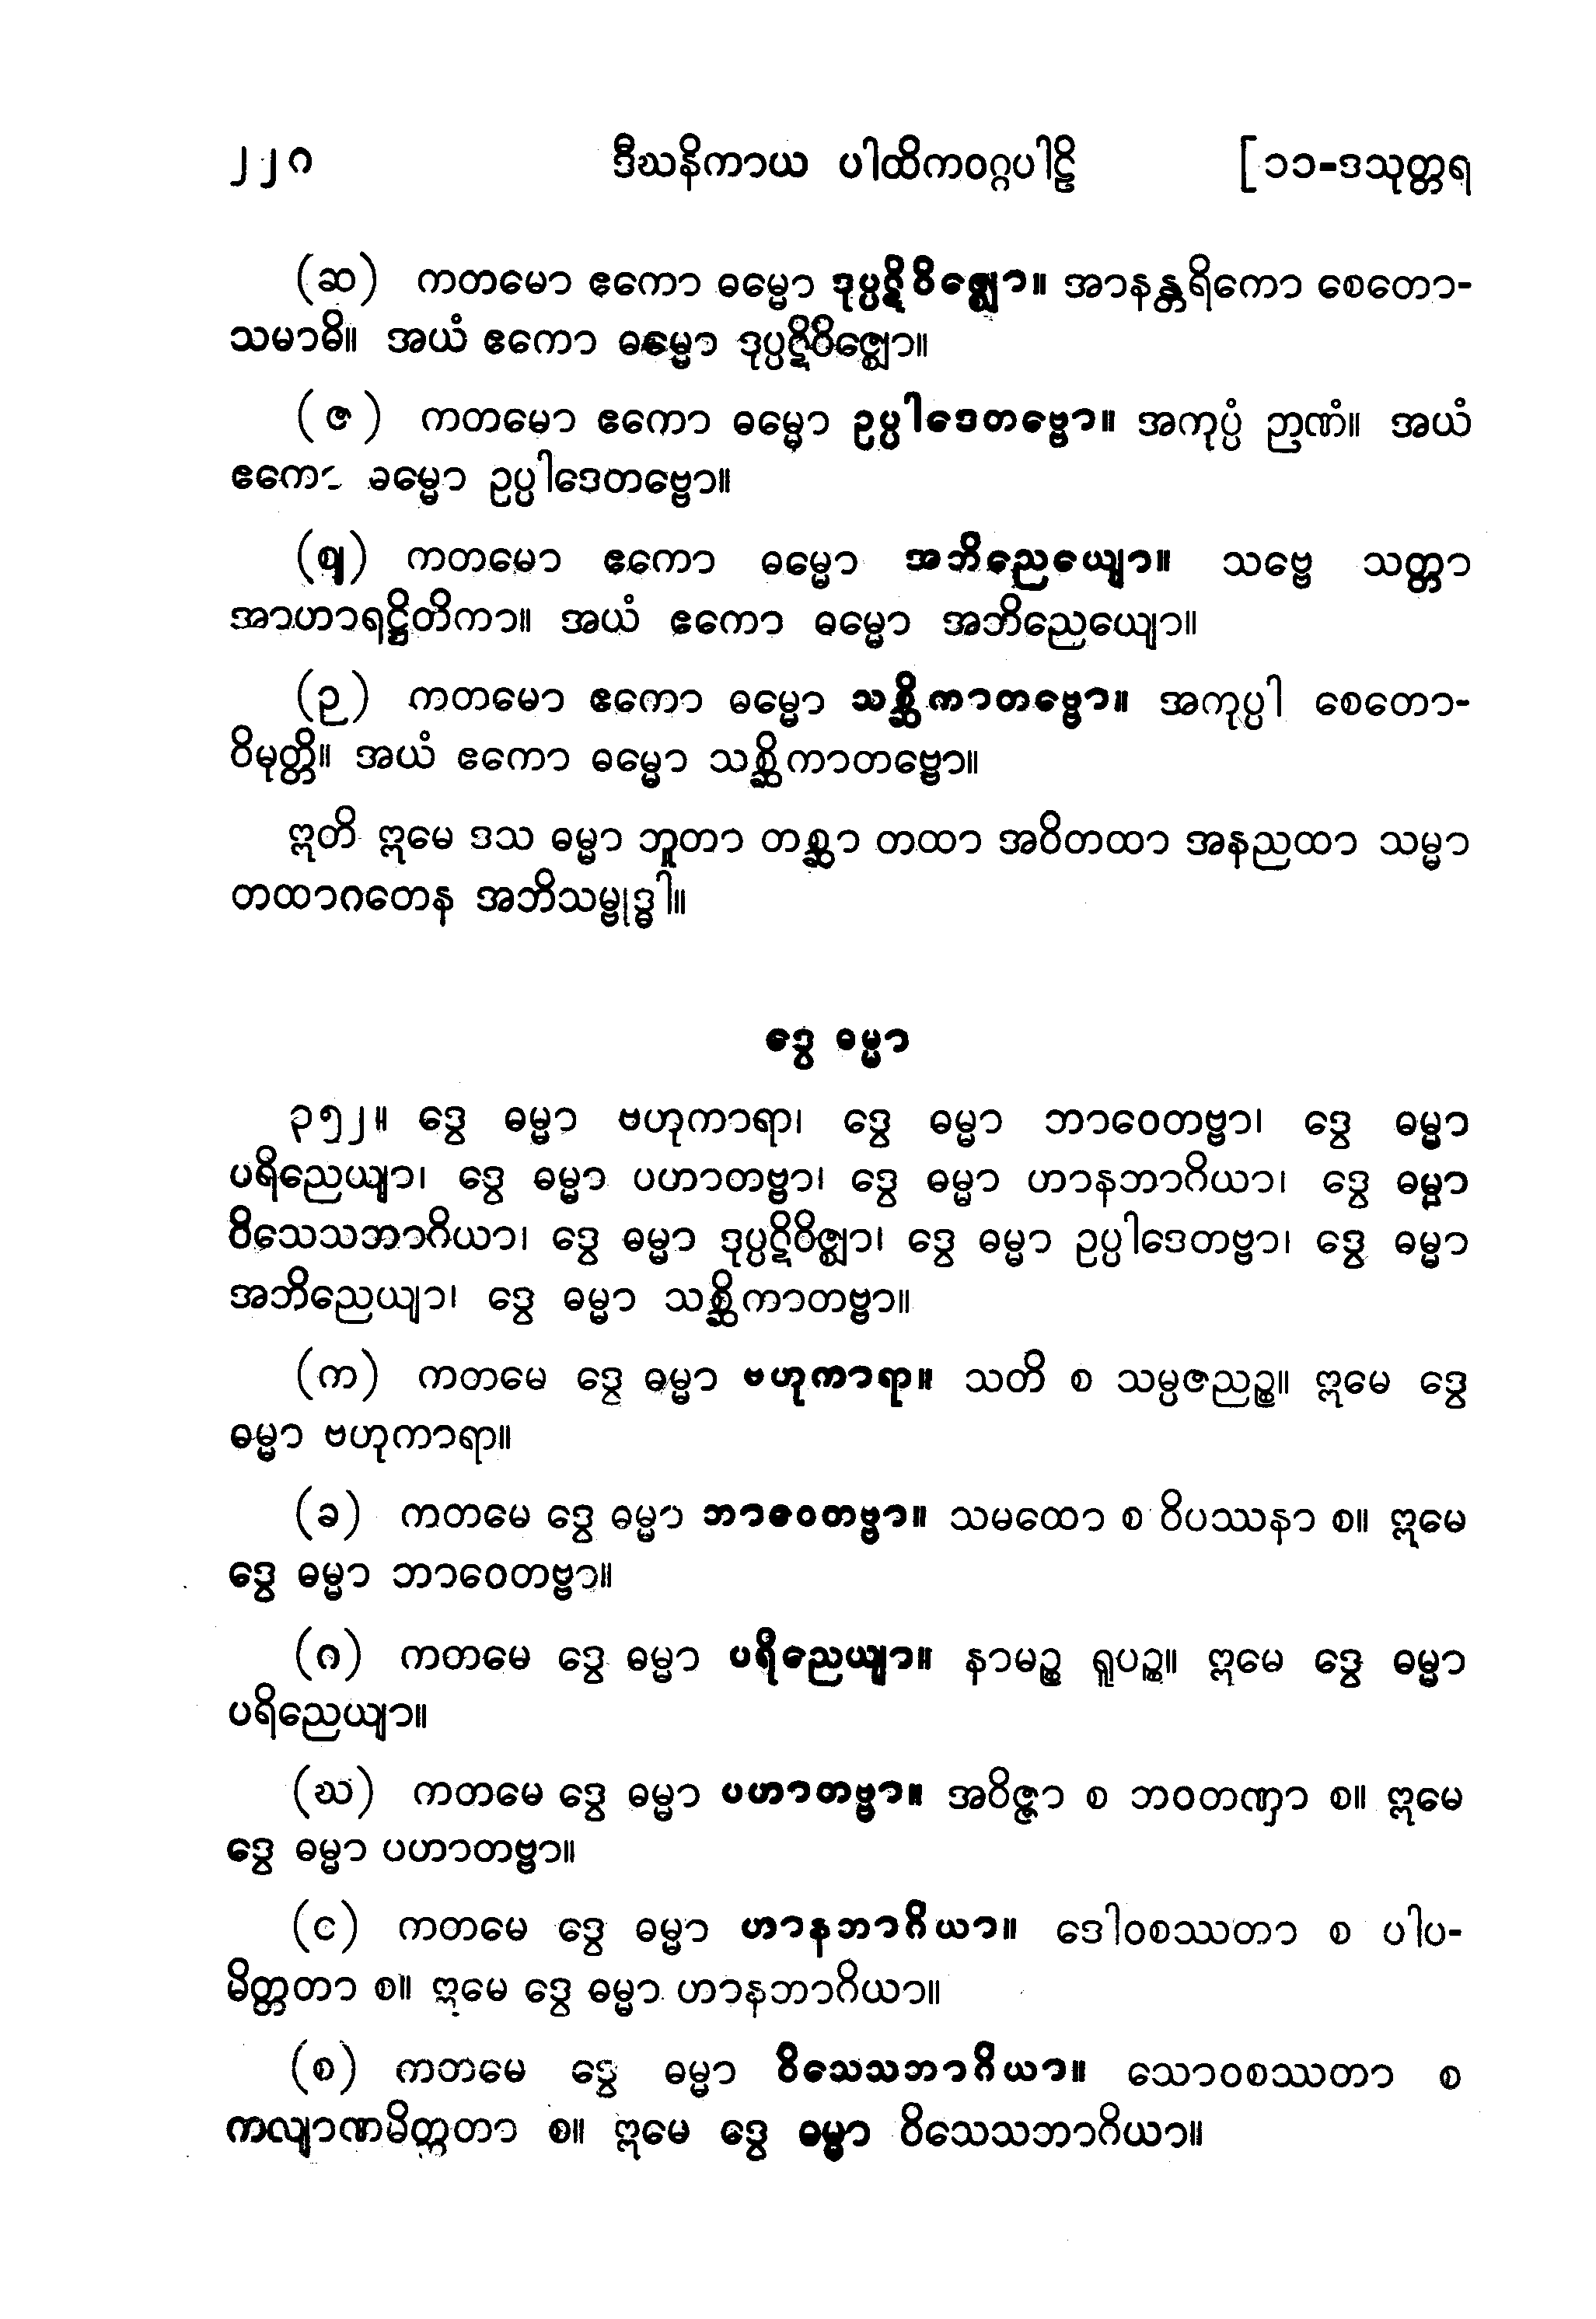 ၂၂၈ ဒီဃနိကာယ ပါထိကဝဂ္ဂပါဠိ [၁၁-ဒသုတ္တရ
(ဆ) ကတမော ဧကော ဓမ္မော ဒုပ္ပဋိဝိဇ္ဈော။ အာနန္တရိကော စေတော-
သမာဓိ။ အယံ ဧကော ဓမ္မော ဒုပ္ပဋိဝိဇ္ဈော။
(ဇ) ကတမော ဧကော ဓမ္မော ဥပ္ပါဒေတဗ္ဗော။ အကုပ္ပံ ဉာဏံ။ အယံ
ဧကော ဓမ္မော ဥပ္ပါဒေတဗ္ဗော။
(ဈ) ကတမော ဧကော ဓမ္မော အဘိညေယျော။ သဗ္ဗေ သတ္တာ
အာဟာရဋ္ဌိတိကာ။ အယံ ဧကော ဓမ္မော အဘိညေယျော။
(ဉ) ကတမော ဧကော ဓမ္မော သစ္ဆိကာတဗ္ဗော။ အကုပ္ပါ စေတော-
ဝိမုတ္တိ။ အယံ ဧကော ဓမ္မော သစ္ဆိကာတဗ္ဗော။
ဣတိ ဣမေ ဒသ ဓမ္မာ ဘူတာ တစ္ဆာ တထာ အဝိတထာ အနညထာ သမ္မာ
တထာဂတေန အဘိသမ္ဗုဒ္ဓါ။
ဒွေ ဓမ္မာ
၃၅၂။ ဒွေ ဓမ္မာ ဗဟုကာရာ၊ ဒွေ ဓမ္မာ ဘာဝေတဗ္ဗာ၊ ဒွေ ဓမ္မာ
ပရိညေယျာ၊ ဒွေ ဓမ္မာ ပဟာတဗ္ဗာ၊ ဒွေ ဓမ္မာ ဟာနဘာဂိယာ၊ ဒွေ ဓမ္မာ
ဝိသေသဘာဂိယာ၊ ဒွေ ဓမ္မာ ဒုပ္ပဋိဝိဇ္ဈာ၊ ဒွေ ဓမ္မာ ဥပ္ပါဒေတဗ္ဗာ၊ ဒွေ ဓမ္မာ
အဘိညေယျာ၊ ဒွေ ဓမ္မာ သစ္ဆိကာတဗ္ဗာ။
(က) ကတမေ ဒွေ ဓမ္မာ ဗဟုကာရာ။ သတိ စ သမ္ပဇညဉ္စ။ ဣမေ ဒွေ
ဓမ္မာ ဗဟုကာရာ။
(ခ) ကတမေ ဒွေ ဓမ္မာ ဘာဝေတဗ္ဗာ။ သမထော စ ဝိပဿနာ စ။ ဣမေ
ဒွေ ဓမ္မာ ဘာဝေတဗ္ဗာ။
(ဂ) ကတမေ ဒွေ ဓမ္မာ ပရိညေယျာ။ နာမဉ္စ ရူပဉ္စ။ ဣမေ ဒွေ ဓမ္မာ
ပရိညေယျာ။
(ဃ) ကတမေ ဒွေ ဓမ္မာ ပဟာတဗ္ဗာ။ အဝိဇ္ဇာ စ ဘဝတဏှာ စ။ ဣမေ
ဒွေ ဓမ္မာ ပဟာတဗ္ဗာ။
(င) ကတမေ ဒွေ ဓမ္မာ ဟာနဘာဂိယာ။ ဒေါဝစဿတာ စ ပါပ-
မိတ္တတာ စ။ ဣမေ ဒွေ ဓမ္မာ ဟာနဘာဂိယာ။
(စ) ကတမေ ဒွေ ဓမ္မာ ဝိသေသဘာဂိယာ။ သောဝစဿတာ စ
ကလျာဏမိတ္တတာ စ။ ဣမေ ဒွေ ဓမ္မာ ဝိသေသဘာဂိယာ။